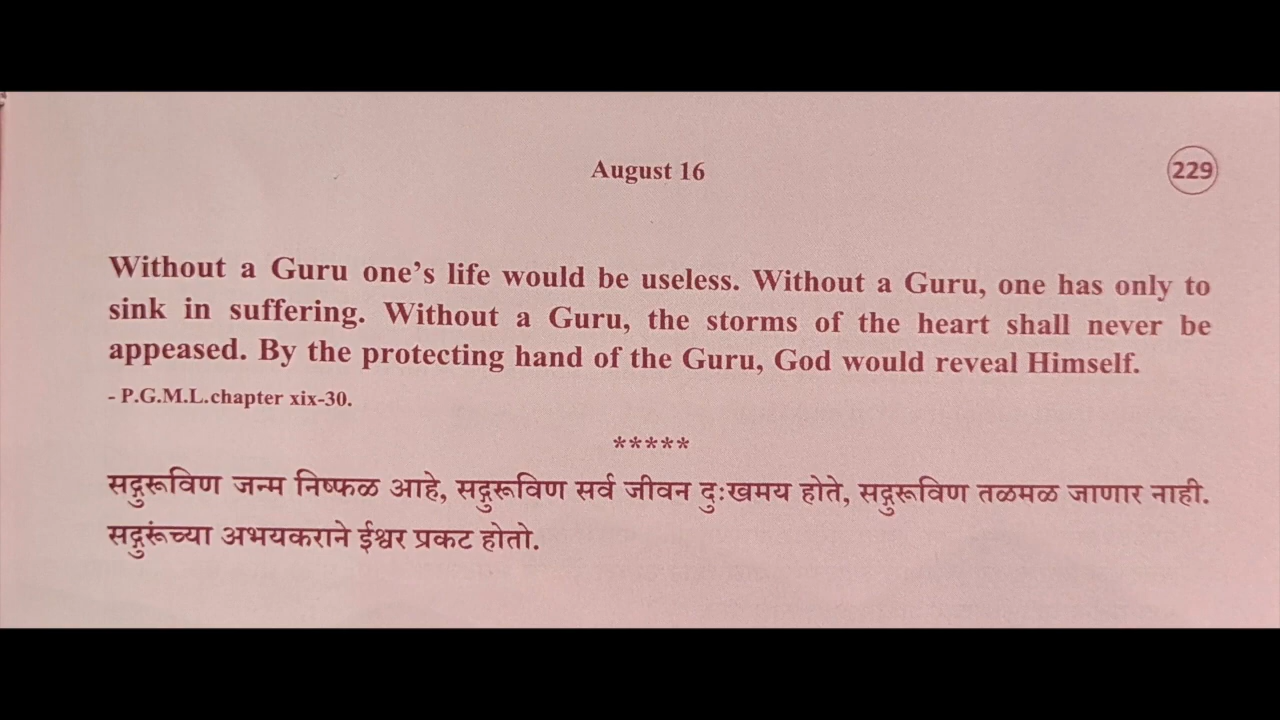 August 16
229
Without a Guru one's life would be useless. Without a Guru, one has only to
sink in suffering. Without a Guru, the storms of the heart shall never be
appeased. By the protecting hand of the Guru, God would reveal Himself.
- P.G.M.L.chapter xix-30.
*****
सद्गुरूविण जन्म निष्फळ आहे, सद्गुरूविण सर्व जीवन दुःखमय होते, सद्गुरूविण तळमळ जाणार नाही.
सद्गुरूंच्या अभयकराने ईश्वर प्रकट होतो.